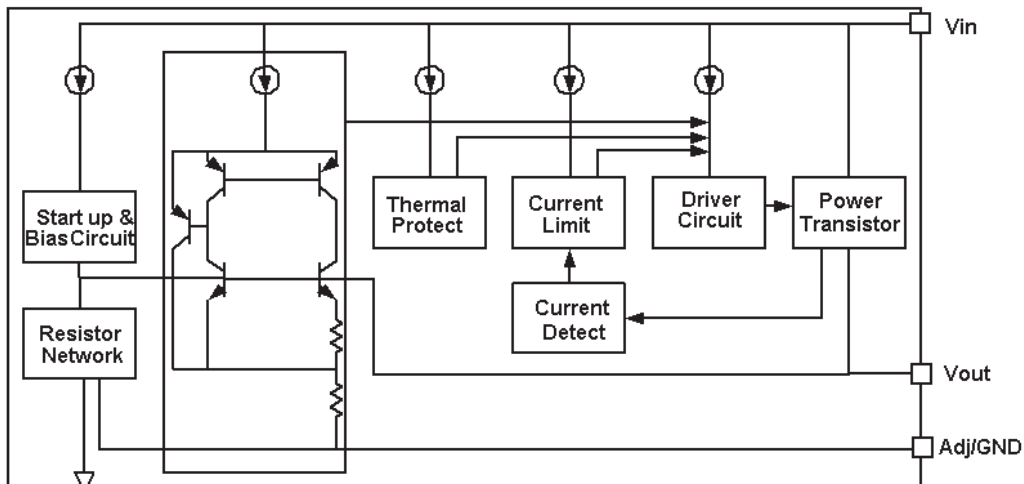 Vin
Start up &
Bias Circuit
Thermal
Protect
Current
Limit
Driver
Circuit
Power
Transistor
Resistor
Network
Current
Detect
Vout
Adj/GND